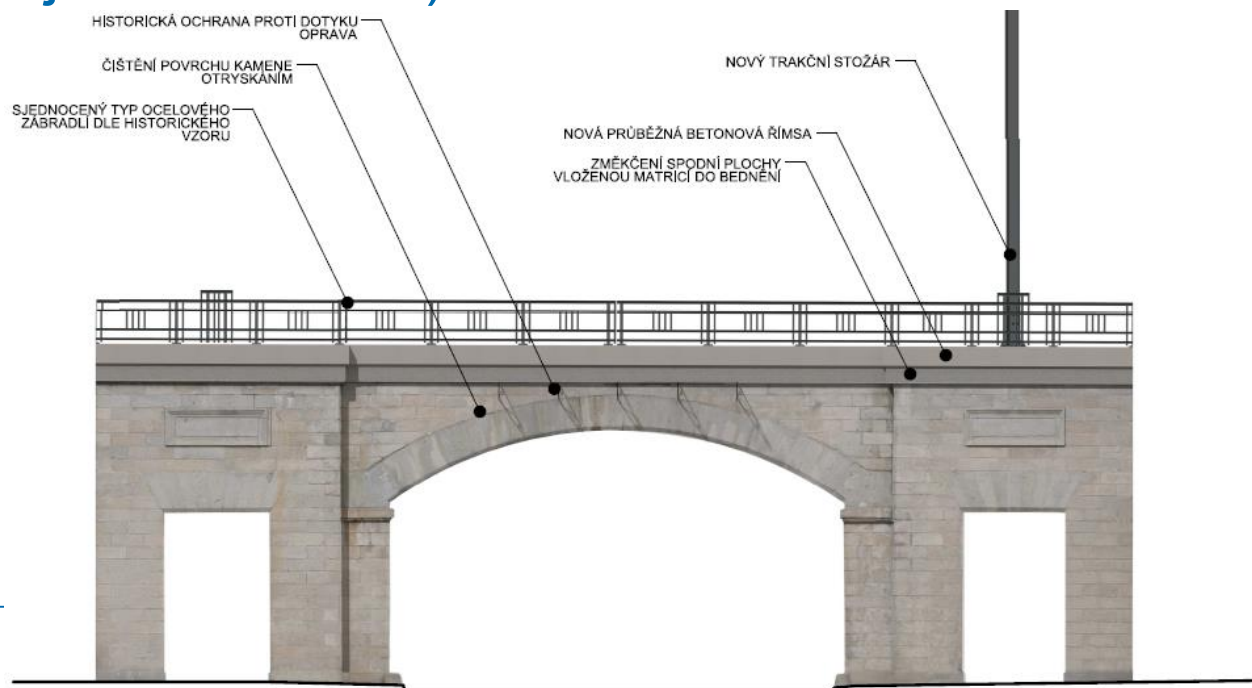 HISTORICKÁ OCHRANA PROTI DOTYKU
OPRAVA
ČIŠTĚNÍ POVRCHU KAMENE
OTRYSKÁNÍM
SJEDNOCENÝ TYP OCELOVÉHO
ZÁBRADLÍ DLE HISTORICKÉHO
VZORU
NOVÝ TRAKČNÍ STOŽÁR
NOVÁ PRŮBĚŽNÁ BETONOVÁ ŘÍMSA
ZMĚKČENÍ SPODNÍ PLOCHY
VLOŽENOU MATRICÍ DO BEDNĚNÍ